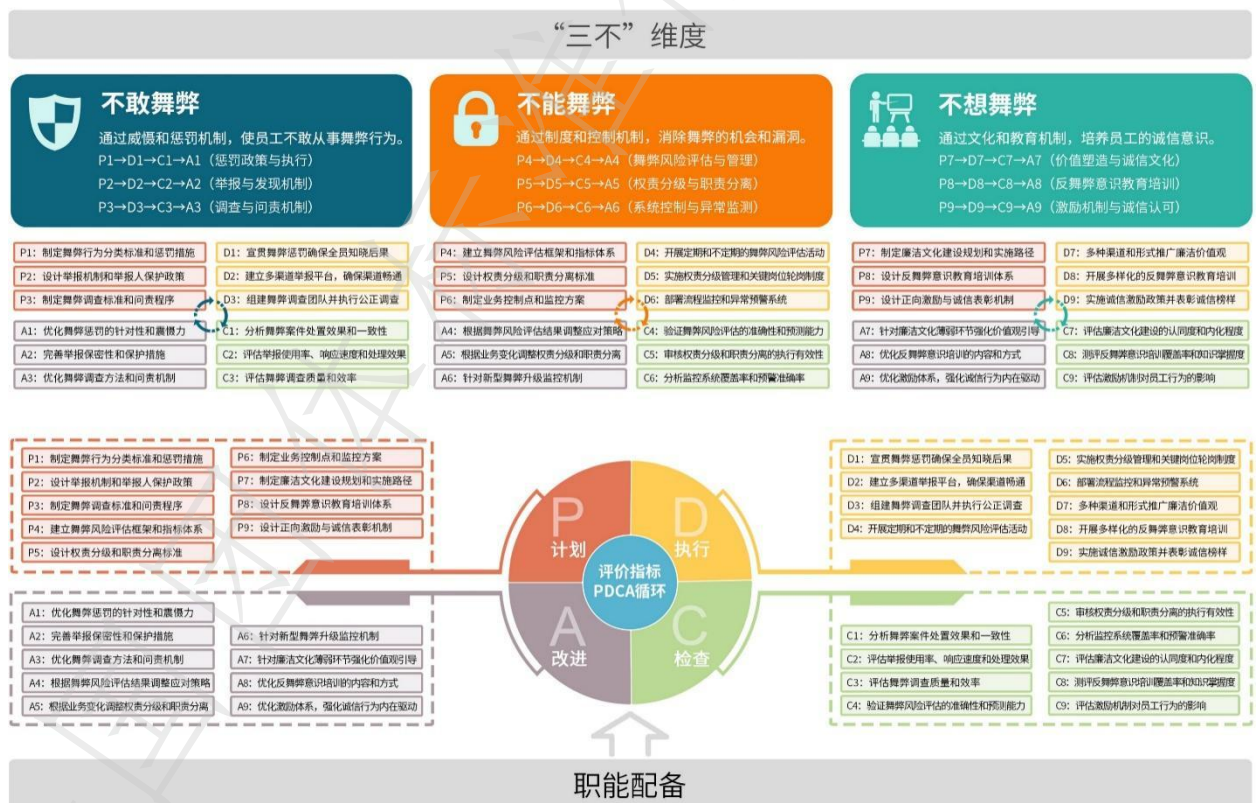 “三不”维度
不敢舞弊
通过威慑和惩罚机制，使员工不敢从事舞弊行为。
P1→D1→C1→A1（惩罚政策与执行）
P2→D2→C2→A2（举报与发现机制）
P3→D3→C3→A3（调查与问责机制）
不能舞弊
通过制度和控制机制，消除舞弊的机会和漏洞。
P4→D4→C4→A4（舞弊风险评估与管理）
P5→D5→C5→A5（权责分级与职责分离）
P6→D6→C6→A6（系统控制与异常监测）
不想舞弊
通过文化和教育机制，培养员工的诚信意识。
P7→D7→C7→A7（价值塑造与诚信文化）
P8→D8→C8→A8（反舞弊意识教育培训）
P9→D9→C9→A9（激励机制与诚信认可）
P1：制定舞弊行为分类标准和惩罚措施
P2：设计举报机制和举报人保护政策
P3：制定舞弊调查标准和问责程序
D1：宣贯舞弊惩罚确保全员知晓后果
D2：建立多渠道举报平台，确保渠道畅通
D3：组建舞弊调查团队并执行公正调查
A1：优化舞弊惩罚的针对性和震慑力
A2：完善举报保密性和保护措施
A3：优化舞弊调查方法和问责机制
C1：分析舞弊案件处置效果和一致性
C2：评估举报使用率、响应速度和处理效果
C3：评估舞弊调查质量和效率
P4：建立舞弊风险评估框架和指标体系
P5：设计权责分级和职责分离标准
P6：制定业务控制点和监控方案
D4：开展定期和不定期的舞弊风险评估活动
D5：实施权责分级管理和关键岗位轮岗制度
D6：部署流程监控和异常预警系统
A4：根据舞弊风险评估结果调整应对策略
A5：根据业务变化调整权责分级和职责分离
A6：针对新型舞弊升级监控机制
C4：验证舞弊风险评估的准确性和预测能力
C5：审核权责分级和职责分离的执行有效性
C6：分析监控系统覆盖率和预警准确率
P7：制定廉洁文化建设规划和实施路径
P8：设计反舞弊意识教育培训体系
P9：设计正向激励与诚信表彰机制
D7：多种渠道和形式推广廉洁价值观
D8：开展多样化的反舞弊意识教育培训
D9：实施诚信激励政策并表彰诚信榜样
A7：针对廉洁文化薄弱环节强化价值观引导
A8：优化反舞弊意识培训的内容和方式
A9：优化激励体系，强化诚信行为内在驱动
C7：评估廉洁文化建设的认同度和内化程度
C8：测评反舞弊意识培训覆盖率和知识掌握度
C9：评估激励机制对员工行为的影响
P1：制定舞弊行为分类标准和惩罚措施
P2：设计举报机制和举报人保护政策
P3：制定舞弊调查标准和问责程序
P4：建立舞弊风险评估框架和指标体系
P5：设计权责分级和职责分离标准
P6：制定业务控制点和监控方案
P7：制定廉洁文化建设规划和实施路径
P8：设计反舞弊意识教育培训体系
P9：设计正向激励与诚信表彰机制
P
计划
D
执行
评价指标
PDCA循环
A
改进
C
检查
D1：宣贯舞弊惩罚确保全员知晓后果
D2：建立多渠道举报平台，确保渠道畅通
D3：组建舞弊调查团队并执行公正调查
D4：开展定期和不定期的舞弊风险评估活动
D5：实施权责分级管理和关键岗位轮岗制度
D6：部署流程监控和异常预警系统
D7：多种渠道和形式推广廉洁价值观
D8：开展多样化的反舞弊意识教育培训
D9：实施诚信激励政策并表彰诚信榜样
A1：优化舞弊惩罚的针对性和震慑力
A2：完善举报保密性和保护措施
A3：优化舞弊调查方法和问责机制
A4：根据舞弊风险评估结果调整应对策略
A5：根据业务变化调整权责分级和职责分离
A6：针对新型舞弊升级监控机制
A7：针对廉洁文化薄弱环节强化价值观引导
A8：优化反舞弊意识培训的内容和方式
A9：优化激励体系，强化诚信行为内在驱动
C1：分析舞弊案件处置效果和一致性
C2：评估举报使用率、响应速度和处理效果
C3：评估舞弊调查质量和效率
C4：验证舞弊风险评估的准确性和预测能力
C5：审核权责分级和职责分离的执行有效性
C6：分析监控系统覆盖率和预警准确率
C7：评估廉洁文化建设的认同度和内化程度
C8：测评反舞弊意识培训覆盖率和知识掌握度
C9：评估激励机制对员工行为的影响
职能配备